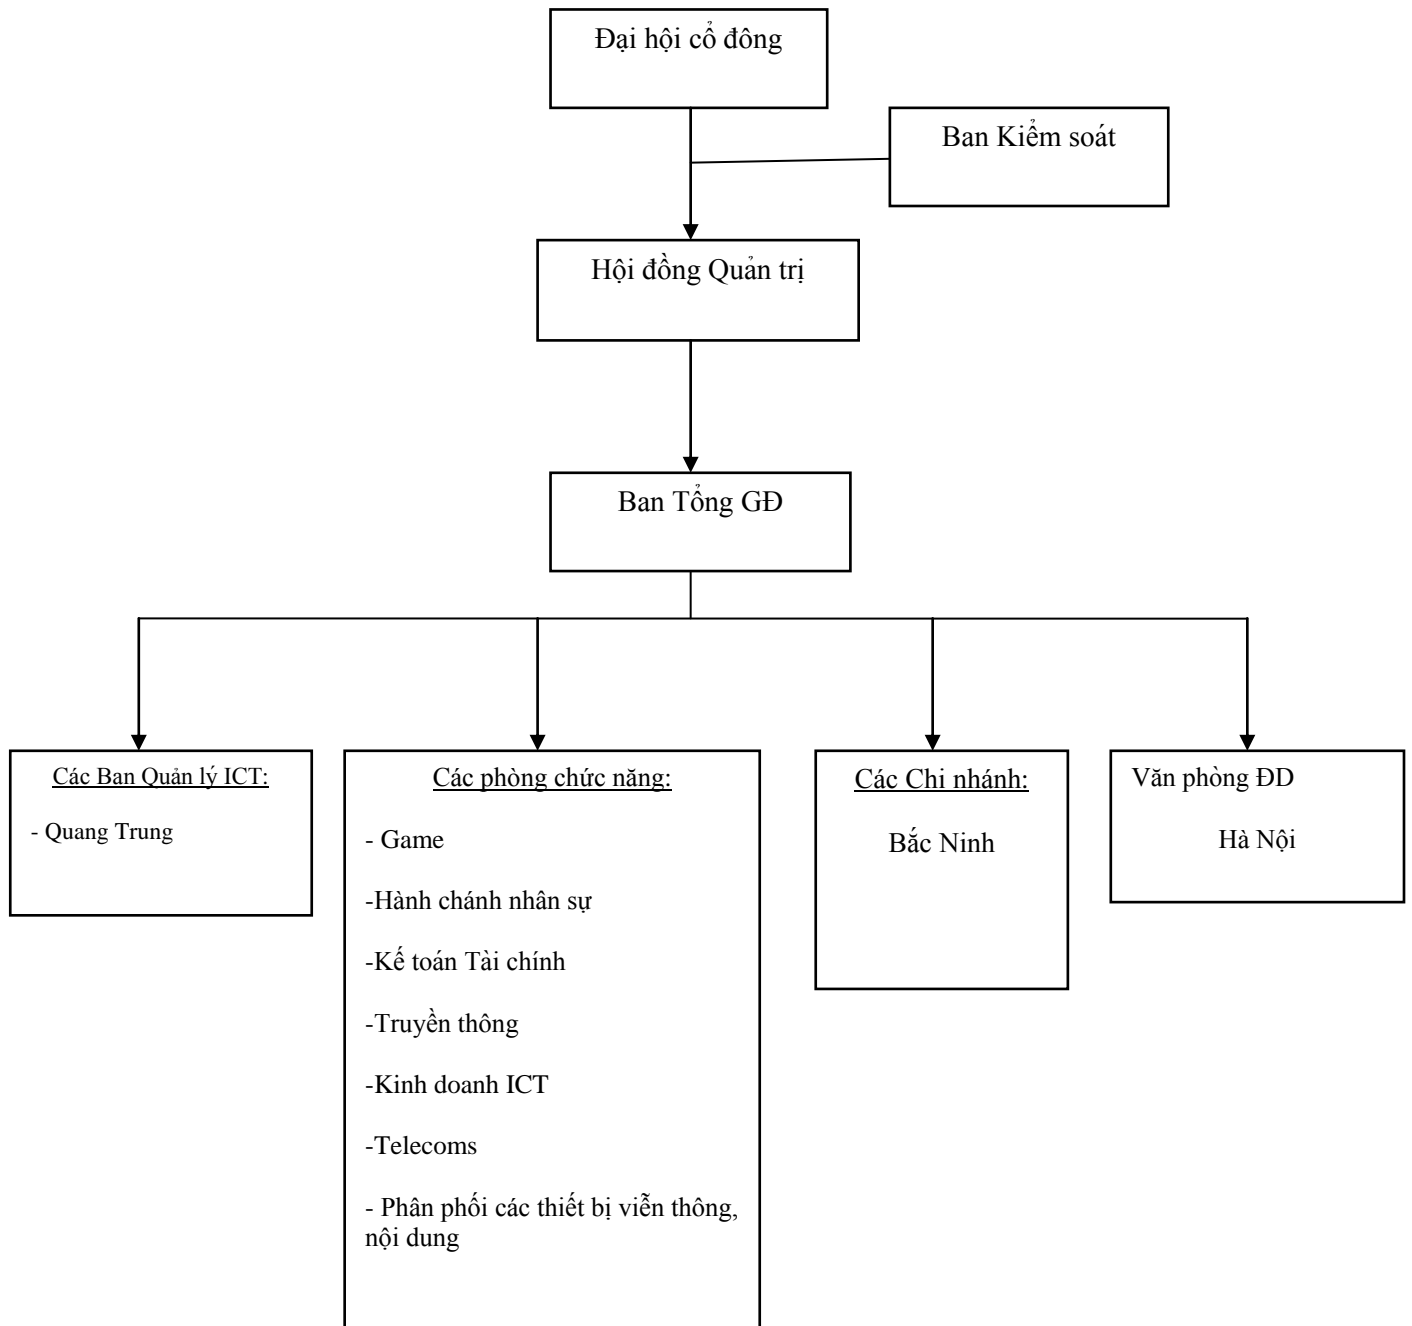 Đại hội cổ đông
Ban Kiểm soát
Hội đồng Quản trị
Ban Tổng GĐ
Các Ban Quản lý ICT:
- Quang Trung
Các phòng chức năng:
- Game
-Hành chánh nhân sự
-Kế toán Tài chính
-Truyền thông
-Kinh doanh ICT
-Telecoms
- Phân phối các thiết bị viễn thông,
nội dung
Các Chi nhánh:
Bắc Ninh
Văn phòng ĐD
Hà Nội